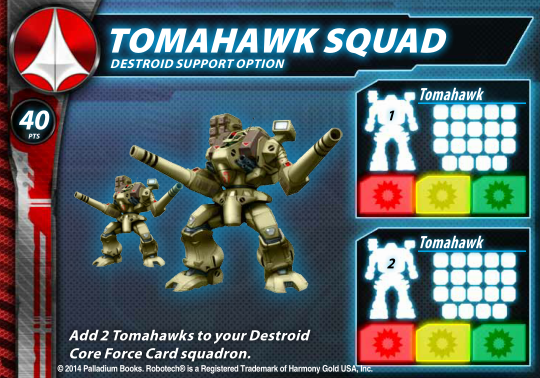 TOMAHAWK SQUAD
DESTROID SUPPORT OPTION
40
PTS
Tomahawk
1
Tomahawk
2
Add 2 Tomahawks to your Destroid
Core Force Card squadron.
© 2014 Palladium Books. Robotech® is a Registered Trademark of Harmony Gold USA, Inc.